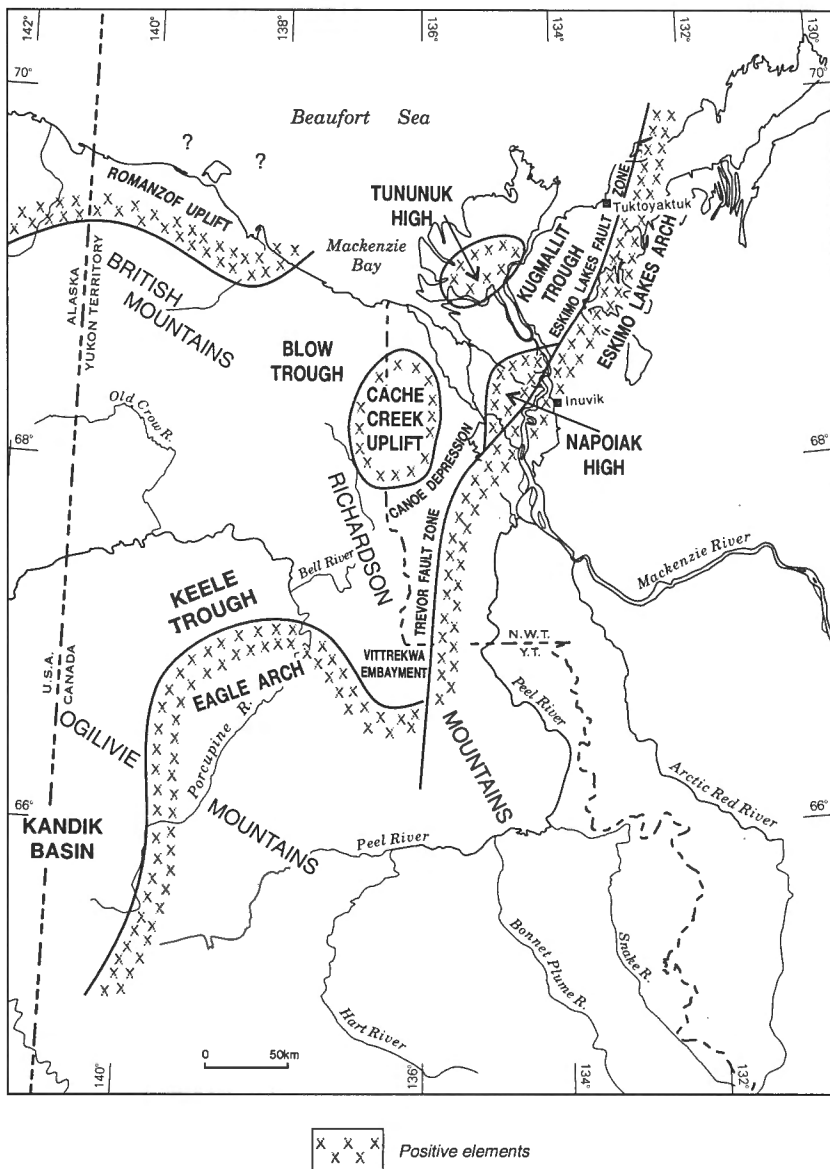 142°
140°
138°
136°
134°
132°
130°
70°
70°
Beaufort Sea
?
?
ROMANZOF UPLIFT
TUNUNUK
HIGH
Mackenzie
Bay
KUGMALLIT
TROUGH
Tuktoyaktuk
ESKIMO LAKES FAULT ZONE
ESKIMO LAKES ARCH
BRITISH
MOUNTAINS
ALASKA
YUKON TERRITORY
BLOW
TROUGH
CACHE
CREEK
UPLIFT
Inuvik
NAPOIAK
HIGH
Old Crow R.
68°
68°
CANOE DEPRESSION
RICHARDSON
TREVOR FAULT ZONE
Bell River
Mackenzie River
KEELE
TROUGH
N.W.T.
Y.T.
VITTREKWA
EMBAYMENT
EAGLE ARCH
U.S.A.
CANADA
Peel River
OGILIVIE
Porcupine R.
MOUNTAINS
MOUNTAINS
Arctic Red River
66°
66°
KANDIK
BASIN
Peel River
Bonnet Plume R.
Snake R.
Hart River
0 50km
140°
136°
134°
132°
X X X X X Positive elements